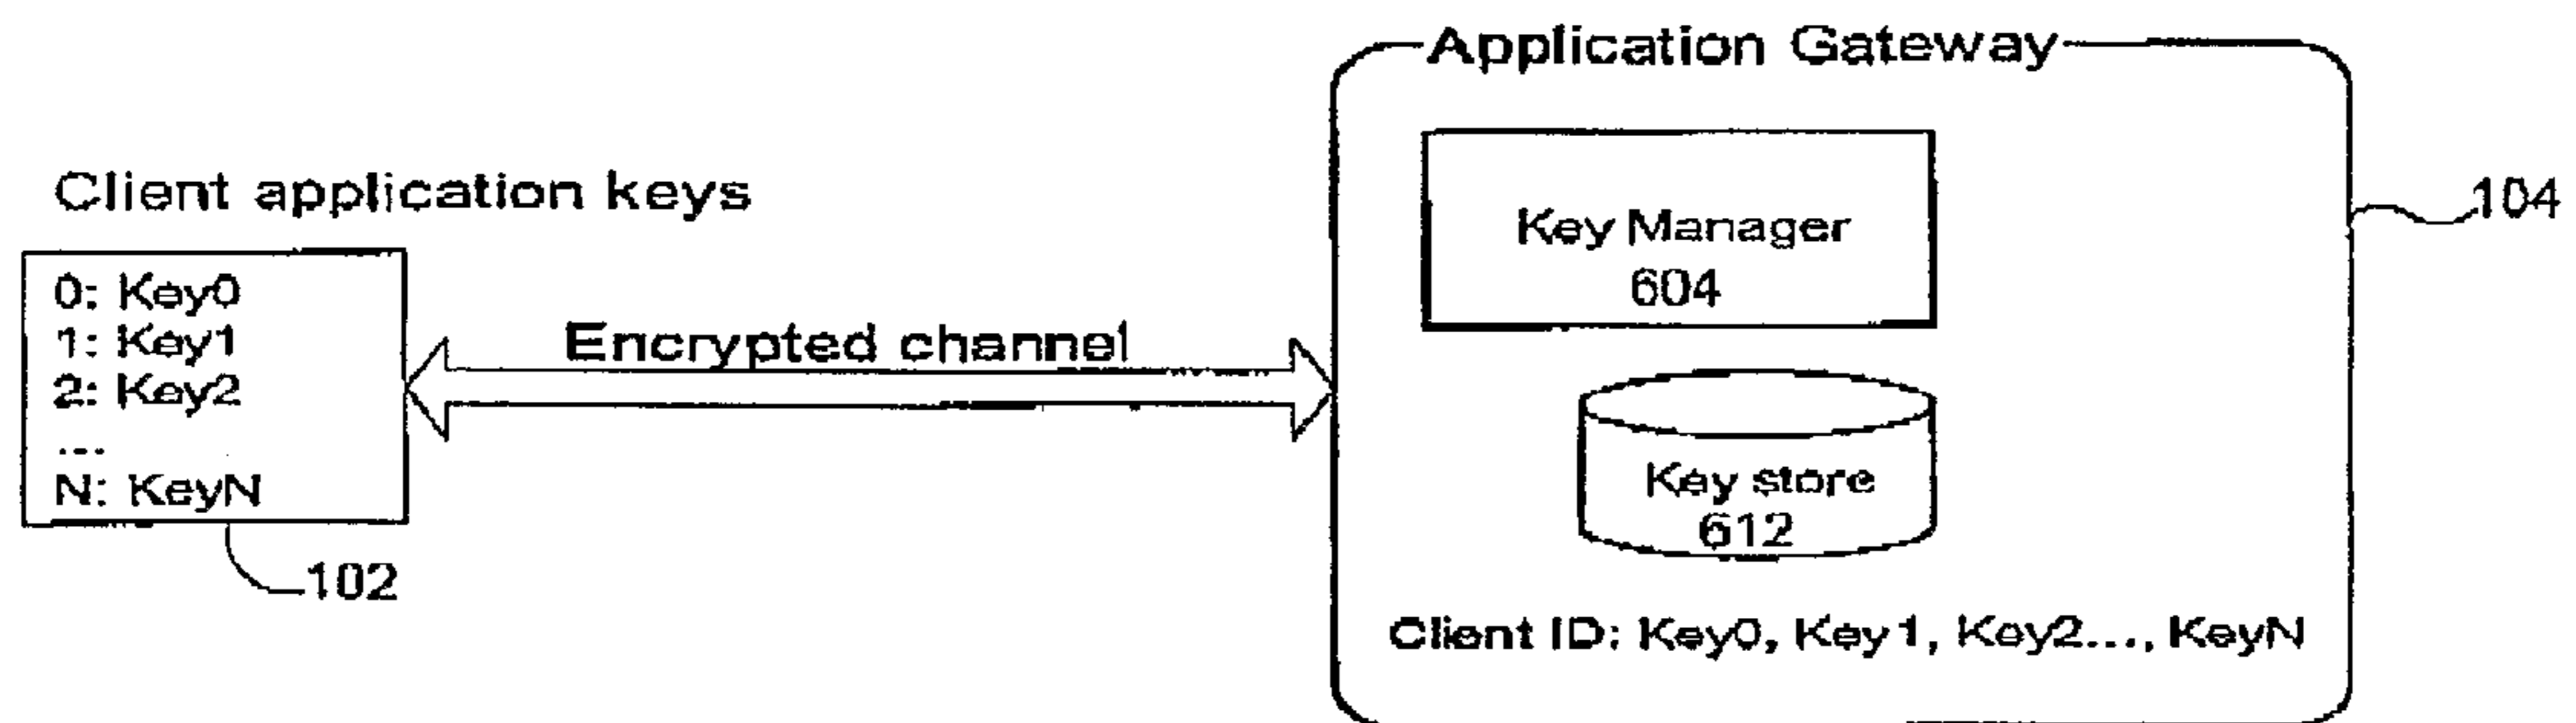 Application Gateway
Client application keys
0: Key0
1: Key1
2: Key2
...
N: KeyN
102
Encrypted channel
Key Manager
604
Key store
612
Client ID: Key0, Key1, Key2..., KeyN
104